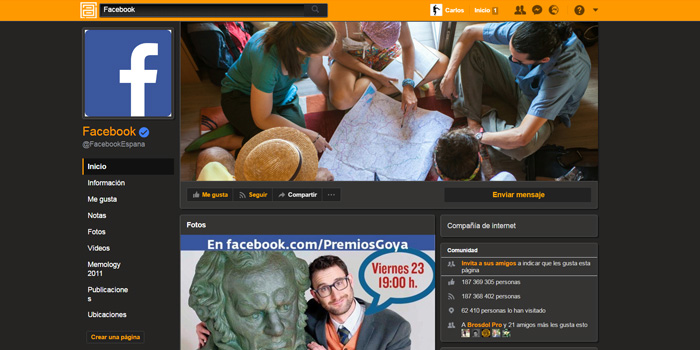 Facebook
Carlos
Inicio 1
Facebook
@FacebookEspana
Inicio
Información
Me gusta
Notas
Fotos
Vídeos
Memology
2011
Publicacione
s
Ubicaciones
Crear una página
Me gusta
Seguir
Compartir
Enviar mensaje
Fotos
En facebook.com/PremiosGoya
Viernes 23
19:00 h.
Compañía de internet
Comunidad
Invita a sus amigos a indicar que les gusta esta
página
187 369 305 personas
187 368 402 personas
62 410 personas lo han visitado
A Brosdol Pro y 21 amigos más les gusta esto